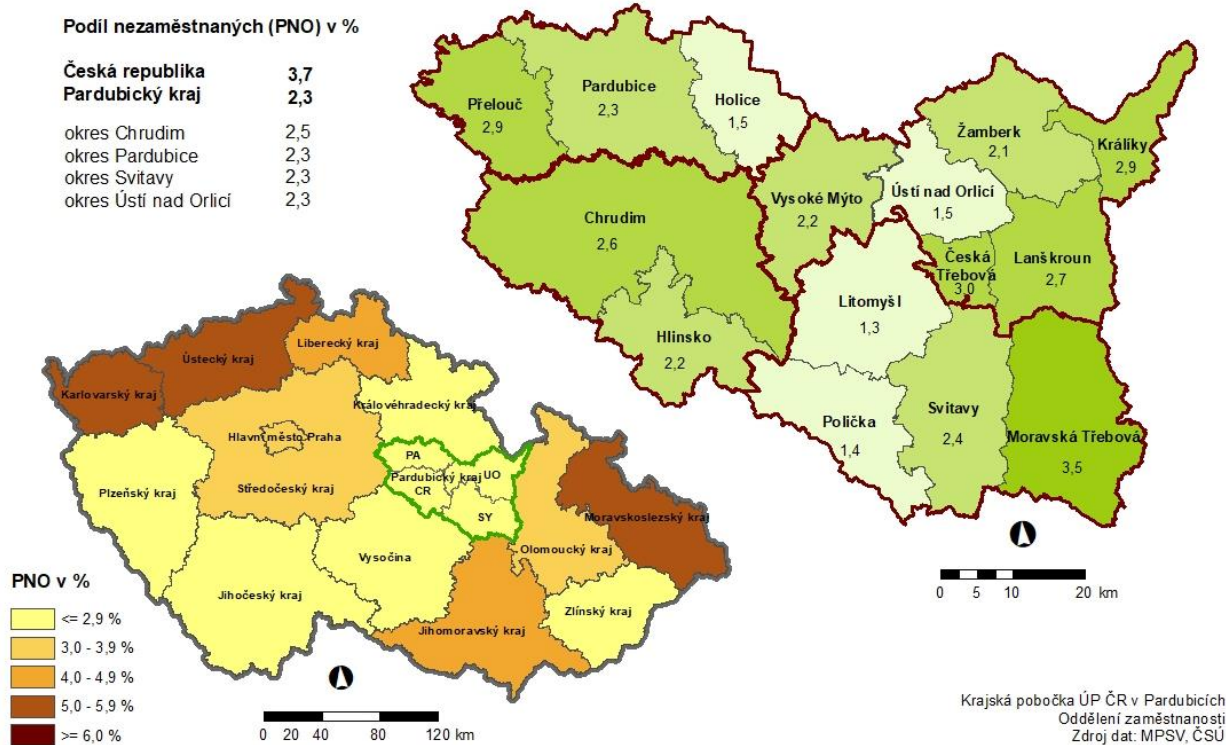 Podíl nezaměstnaných (PNO) v %
Česká republika 3,7
Pardubický kraj 2,3
okres Chrudim 2,5
okres Pardubice 2,3
okres Svitavy 2,3
okres Ústí nad Orlicí 2,3
Přelouč
2,9
Pardubice
2,3
Holice
1,5
Žamberk
2,1
Králíky
2,9
Vysoké Mýto
2,2
Ústí nad Orlicí
1,5
Chrudim
2,6
Česká
Třebová
3,0
Lanškroun
2,7
Litomyšl
1,3
Hlinsko
2,2
Polička
1,4
Svitavy
2,4
Moravská Třebová
3,5
0 5 10 20 km
Ústecký kraj
Liberecký kraj
Karlovarský kraj
Královéhradecký kraj
Hlavní město Praha
PA
Pardubický kraj
UO
CR
SY
Plzeňský kraj
Středočeský kraj
Moravskoslezský kraj
Olomoucký kraj
Vysočina
Jihočeský kraj
Zlínský kraj
Jihomoravský kraj
PNO v %
<= 2,9 %
3,0 - 3,9 %
4,0 - 4,9 %
5,0 - 5,9 %
>= 6,0 %
0 20 40 80 120 km
Krajská pobočka ÚP ČR v Pardubicích
Oddělení zaměstnanosti
Zdroj dat: MPSV, ČSÚ